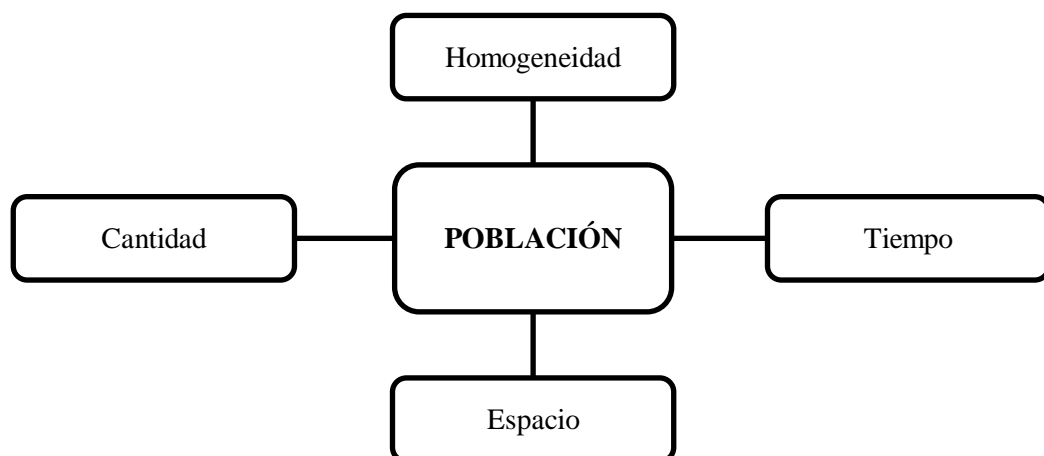 Homogeneidad
Cantidad
POBLACIÓN
Tiempo
Espacio